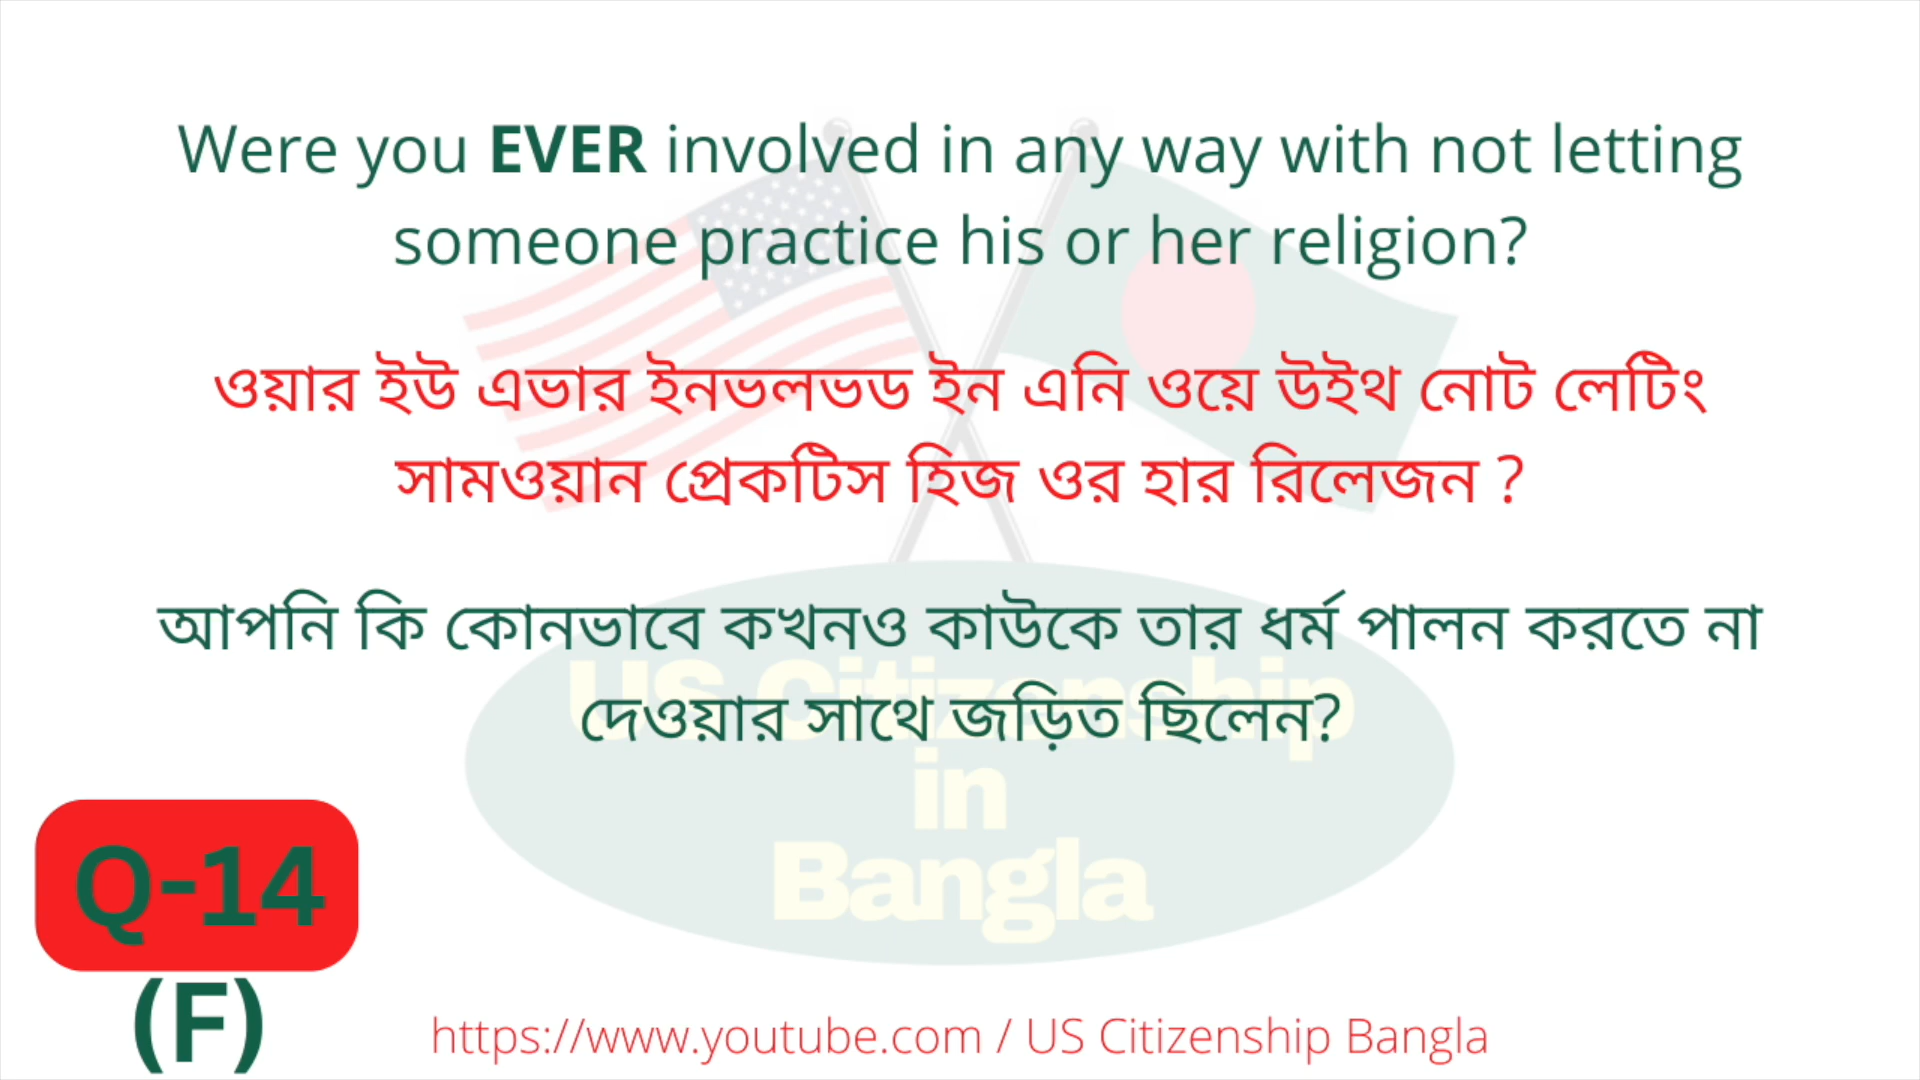 Were you EVER involved in any way with not letting
someone practice his or her religion?
ওয়ার ইউ এভার ইনভলভড ইন এনি ওয়ে উইথ নোট লেটিং
সামওয়ান প্রেকটিস হিজ ওর হার রিলেজন ?
আপনি কি কোনভাবে কখনও কাউকে তার ধর্ম পালন করতে না
দেওয়ার সাথে জড়িত ছিলেন?
US Citizenship
in
Bangla
Q-14
(F)
https://www.youtube.com / US Citizenship Bangla